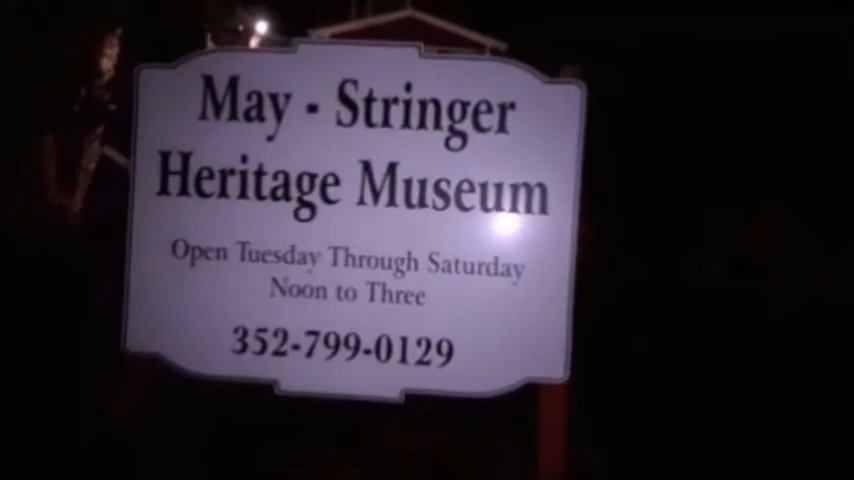 May - Stringer
Heritage Museum
Open Tuesday Through Saturday
Noon to Three
352-799-0129